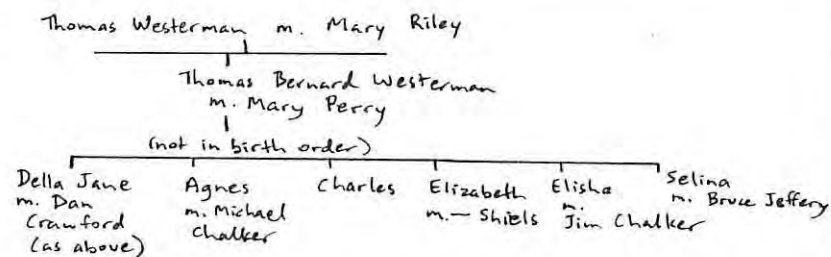 Thomas Westerman m. Mary Riley
Thomas Bernard Westerman
m. Mary Perry
(not in birth order)
Della Jane
m. Dan
Crawford
(as above)
Agnes
m. Michael
Chalker
Charles
Elizabeth
m. — Shiels
Elisha
m.
Jim Chalker
Selina
m. Bruce Jeffery